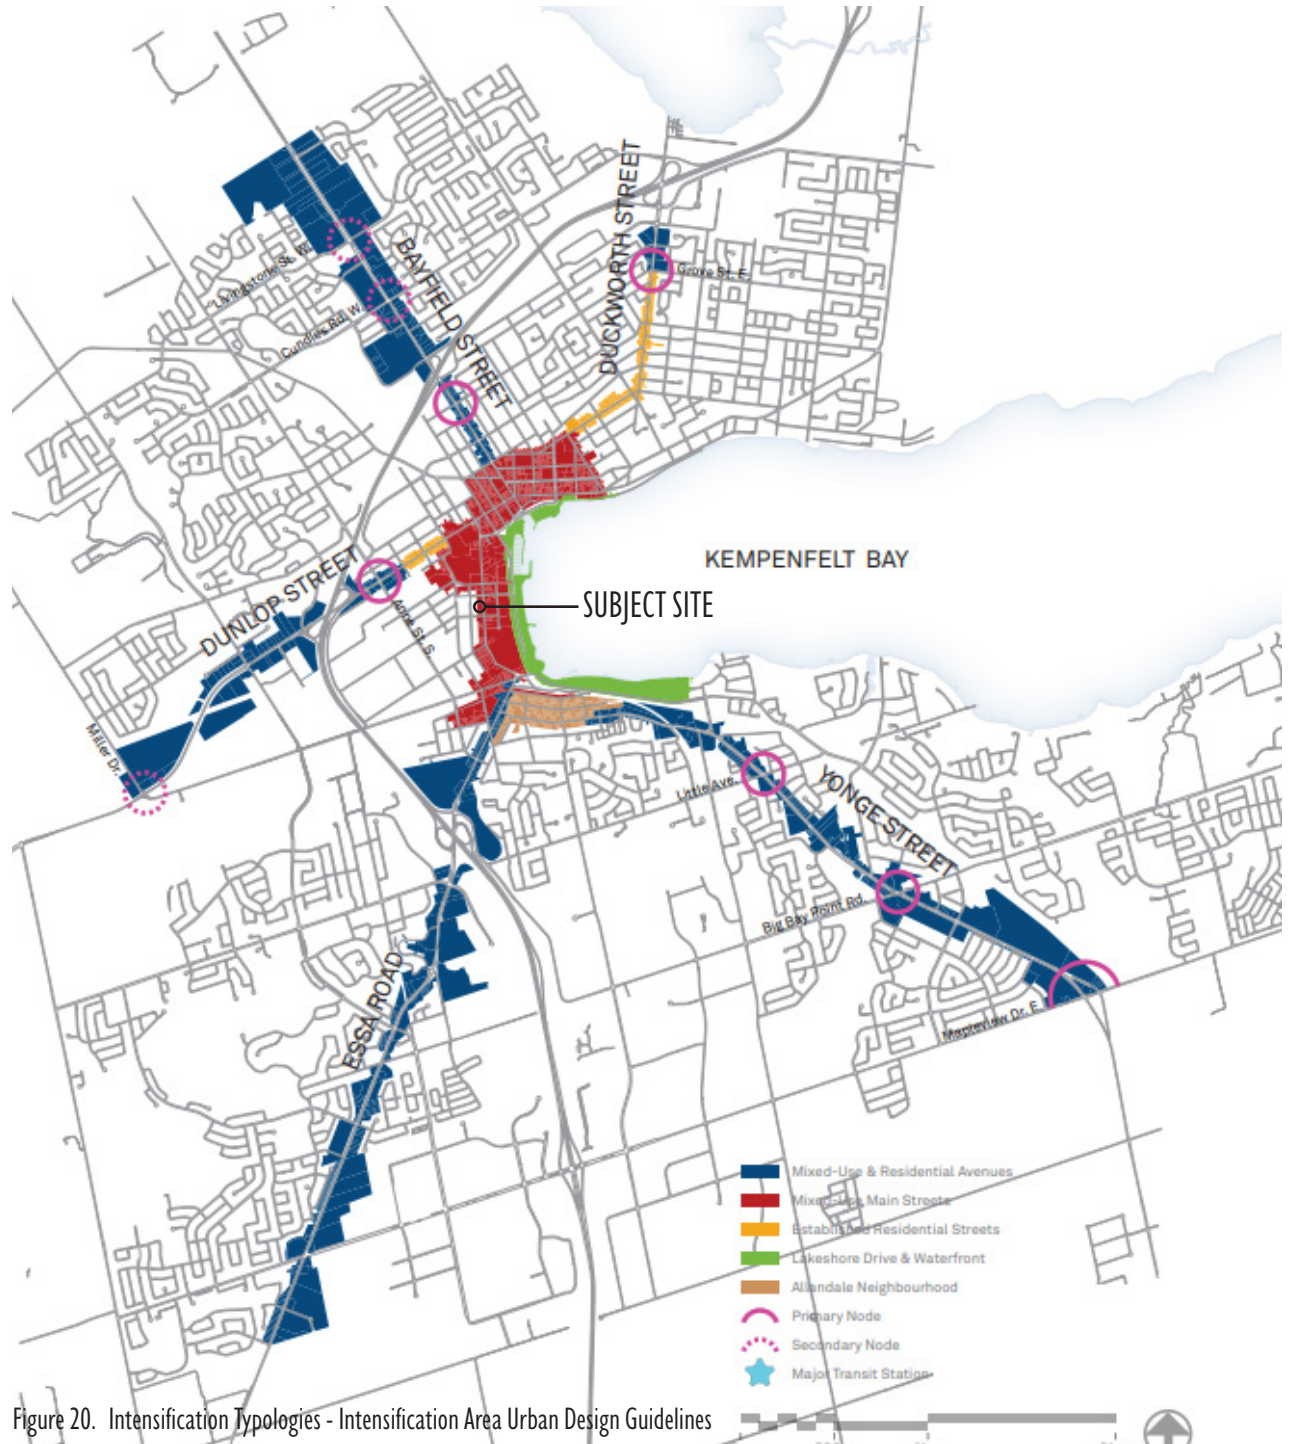 DUCKWORTH STREET
Grove St. E.
BAYFIELD STREET
Livingstone St. W.
Cundles Rd. W.
KEMPENFELT BAY
SUBJECT SITE
DUNLOP STREET
Anne St. S.
Miller Dr.
Little Ave.
YONGE STREET
Big Bay Point Rd.
ESSA ROAD
Mapleview Dr. E.
Mixed-Use & Residential Avenues
Mixed-Use Main Streets
Established Residential Streets
Lakeshore Drive & Waterfront
Allandale Neighbourhood
Primary Node
Secondary Node
Major Transit Station
Figure 20. Intensification Typologies - Intensification Area Urban Design Guidelines